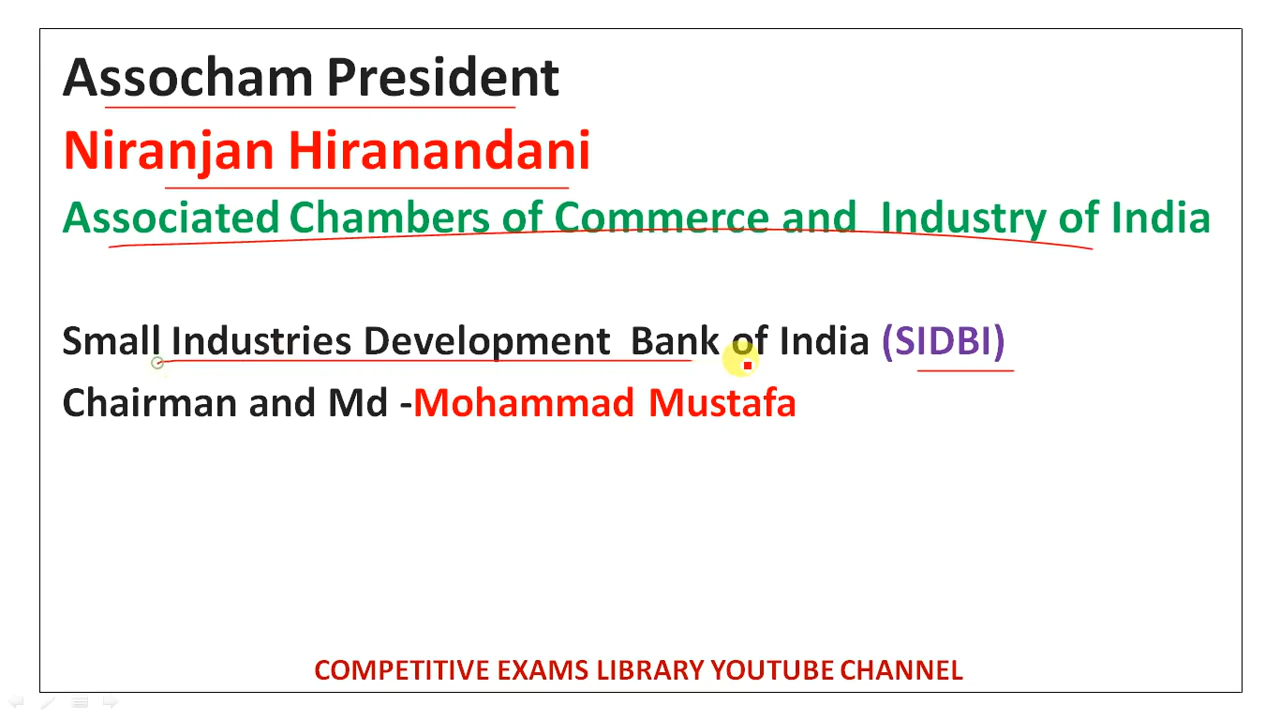 Assocham President
Niranjan Hiranandani
Associated Chambers of Commerce and Industry of India
Small Industries Development Bank of India (SIDBI)
Chairman and Md -Mohammad Mustafa
COMPETITIVE EXAMS LIBRARY YOUTUBE CHANNEL